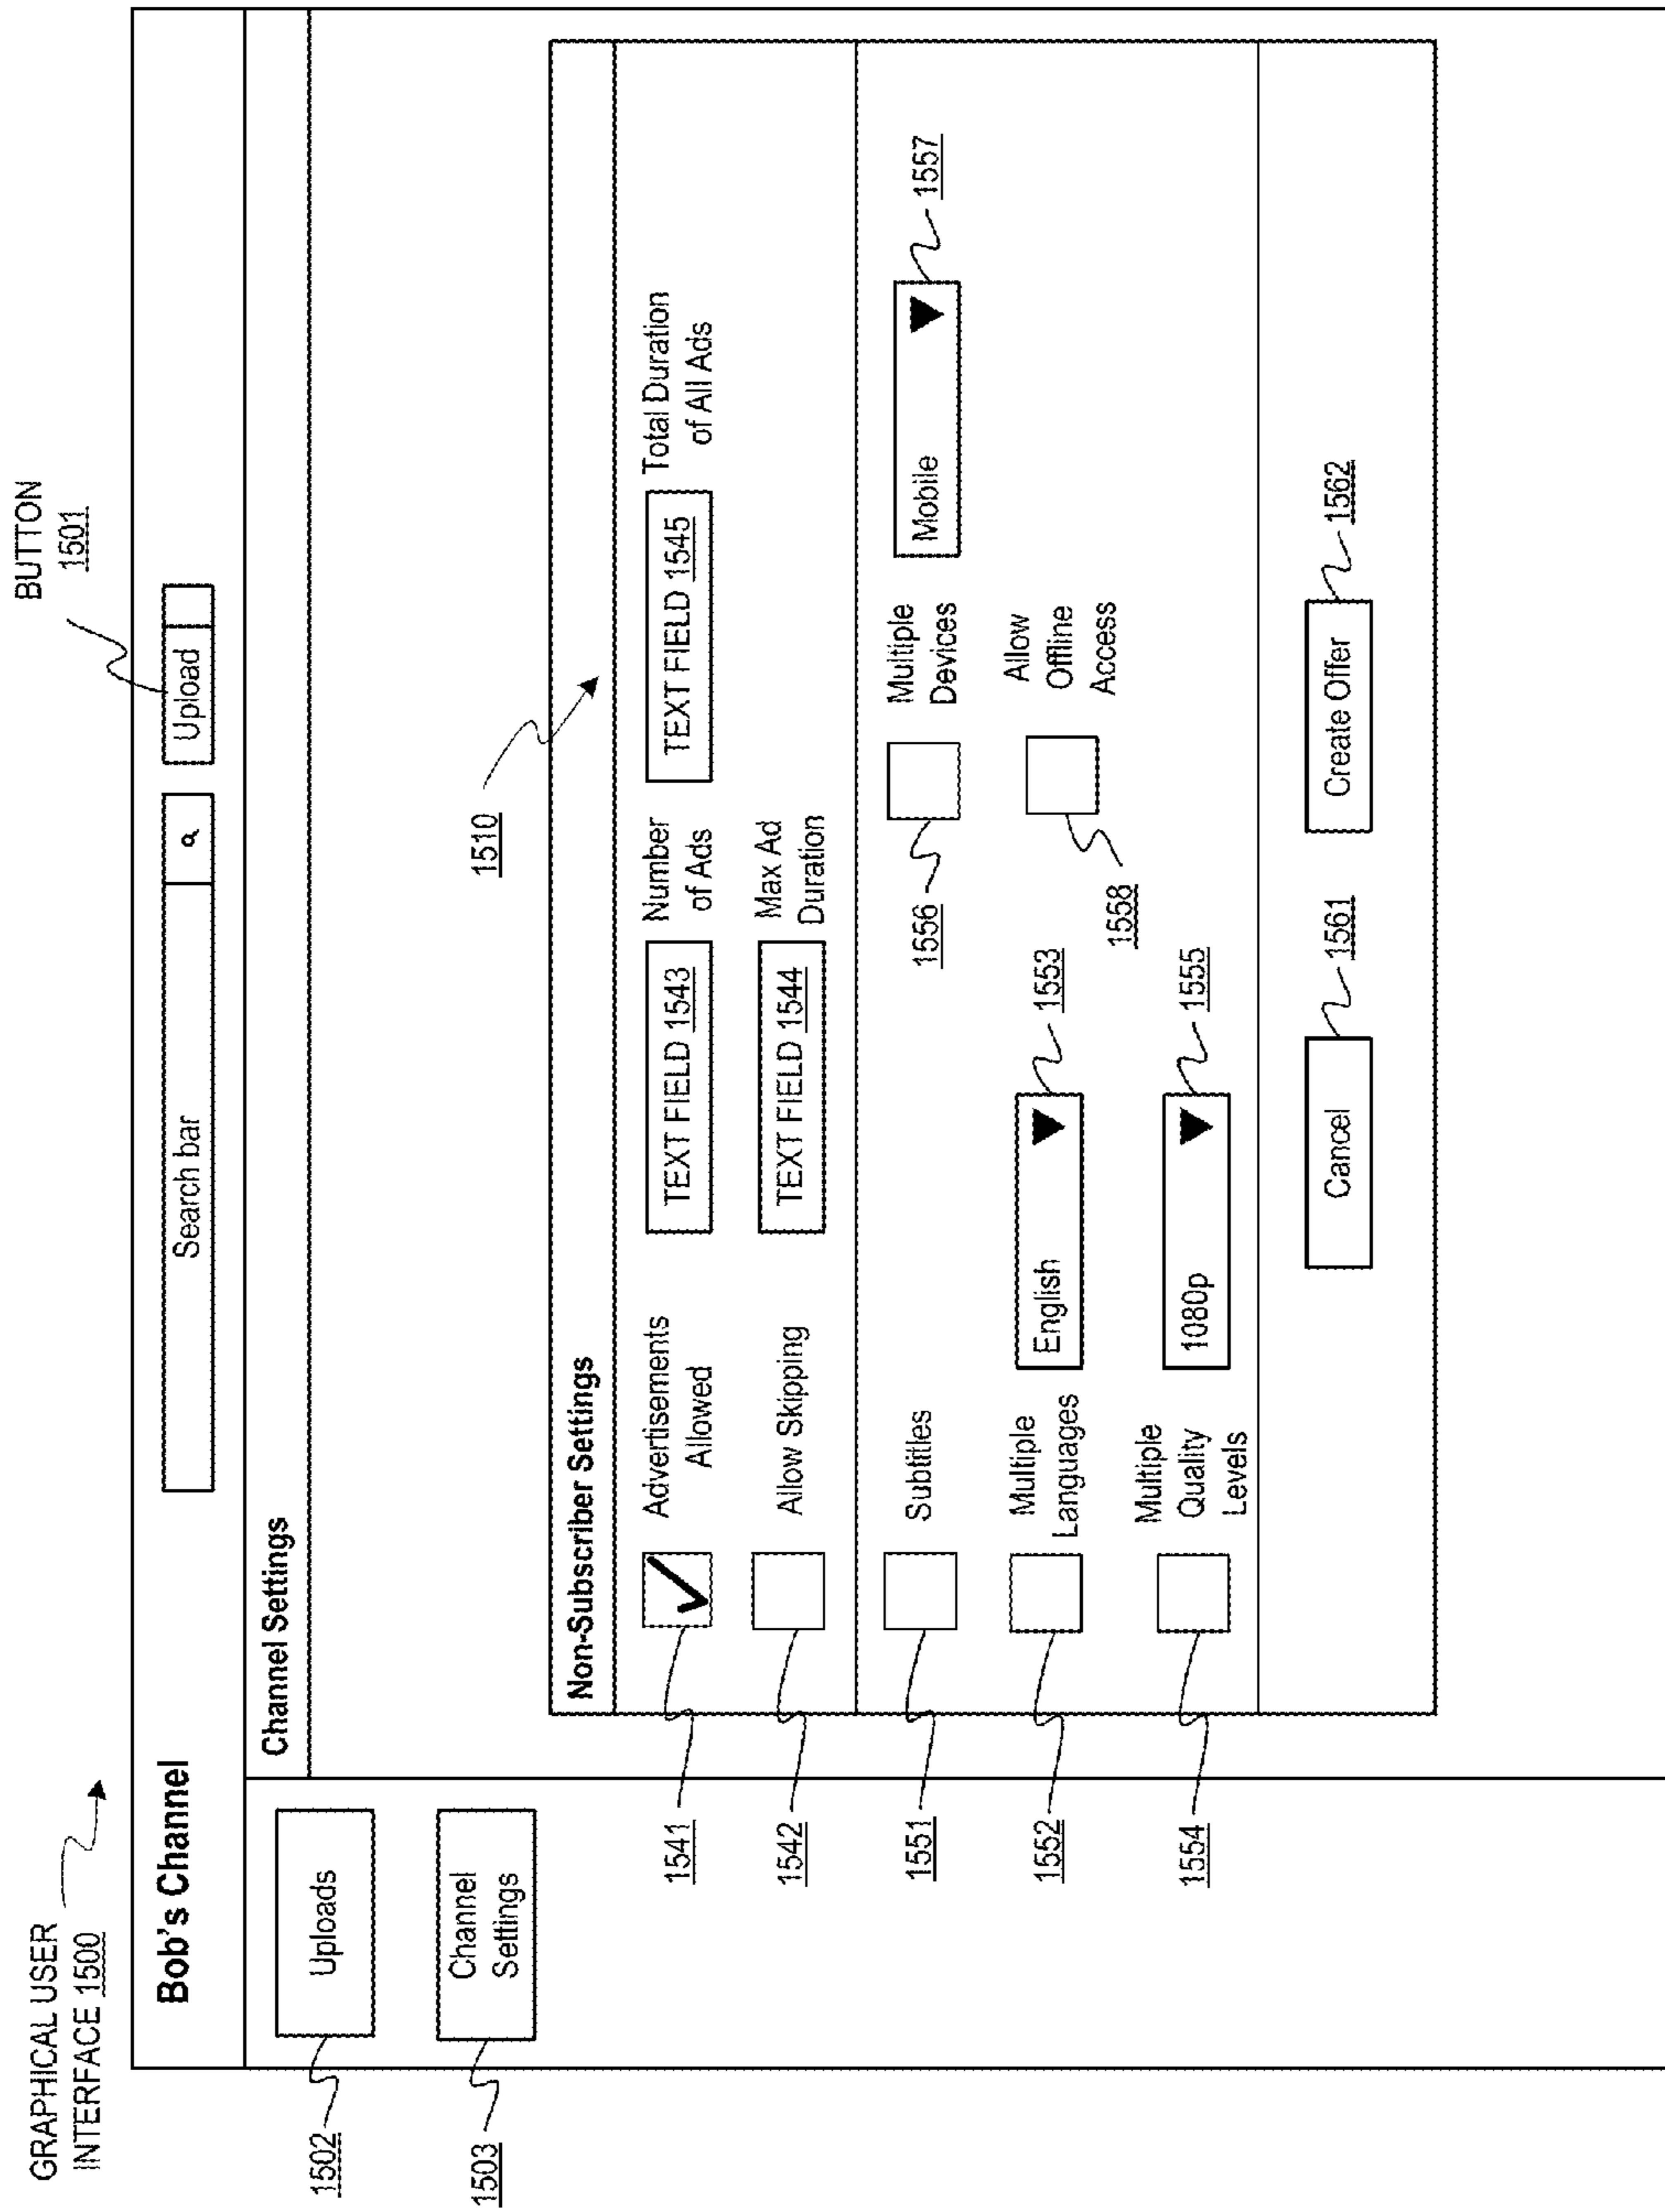 GRAPHICAL USER
INTERFACE 1500
BUTTON
1501
Bob's Channel
Search bar
Upload
1502
Uploads
1503
Channel
Settings
Channel Settings
1510
Non-Subscriber Settings
1541
Advertisements
Allowed
TEXT FIELD 1543
Number
of Ads
TEXT FIELD 1545
Total Duration
of All Ads
1542
Allow Skipping
TEXT FIELD 1544
Max Ad
Duration
1551
Subtitles
1556
Multiple
Devices
Mobile
1557
1552
Multiple
Languages
English
1553
1558
Allow
Offline
Access
1554
Multiple
Quality
Levels
1080p
1555
Cancel
1561
Create Offer
1562